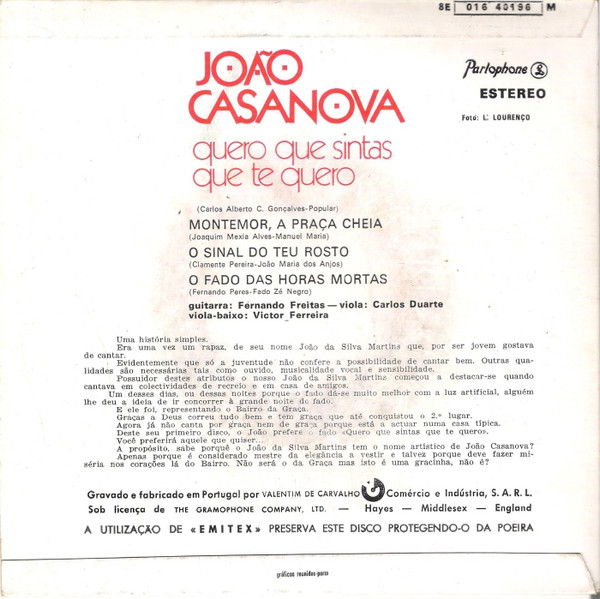 8E 016 40196 M
JOÃO
CASANOVA
Parlophone
ESTEREO
Foto: L. LOURENÇO
quero que sintas
que te quero
(Carlos Alberto C. Gonçalves-Popular)
MONTEMOR, A PRAÇA CHEIA
(Joaquim Mexia Alves-Manuel Maria)
O SINAL DO TEU ROSTO
(Clamente Pereira-João Maria dos Anjos)
O FADO DAS HORAS MORTAS
(Fernando Peres-Fado Zé Negro)
guitarra: Fernando Freitas — viola: Carlos Duarte
viola-baixo: Victor Ferreira
Uma história simples.
Era uma vez um rapaz, de seu nome João da Silva Martins que, por ser jovem gostava
de cantar.
Evidentemente que só a juventude não confere a possibilidade de cantar bem. Outras qua-
lidades são necessárias tais como ouvido, musicalidade vocal e sensibilidade.
Possuidor destes atributos o nosso João da Silva Martins começou a destacar-se quando
cantava em colectividades de recreio e em casa de amigos.
Um desses dias, ou dessas noites porque o fado dá-se muito melhor com a luz artificial, alguém
lhe deu a ideia de ir concorrer à grande noite do fado.
E ele foi, representando o Bairro da Graça.
Graças a Deus correu tudo bem e tem graça que até conquistou o 2.º lugar.
Agora já não canta por graça nem de graça porque está a actuar numa casa típica.
Deste seu primeiro disco, o João prefere o fado «Quero que sintas que te quero».
Você preferirá aquele que quiser...
A propósito, sabe porquê o João da Silva Martins tem o nome artístico de João Casanova?
Apenas porque é considerado mestre da elegância a vestir e talvez porque deve fazer mi-
séria nos corações lá do Bairro. Não será o da Graça mas isto é uma gracinha, não é?
Gravado e fabricado em Portugal por VALENTIM DE CARVALHO Comércio e Indústria, S. A. R. L.
Sob licença de THE GRAMOPHONE COMPANY, LTD. — Hayes — Middlesex — England
A UTILIZAÇÃO DE «EMITEX» PRESERVA ESTE DISCO PROTEGENDO-O DA POEIRA
gráficos reunidos-porto